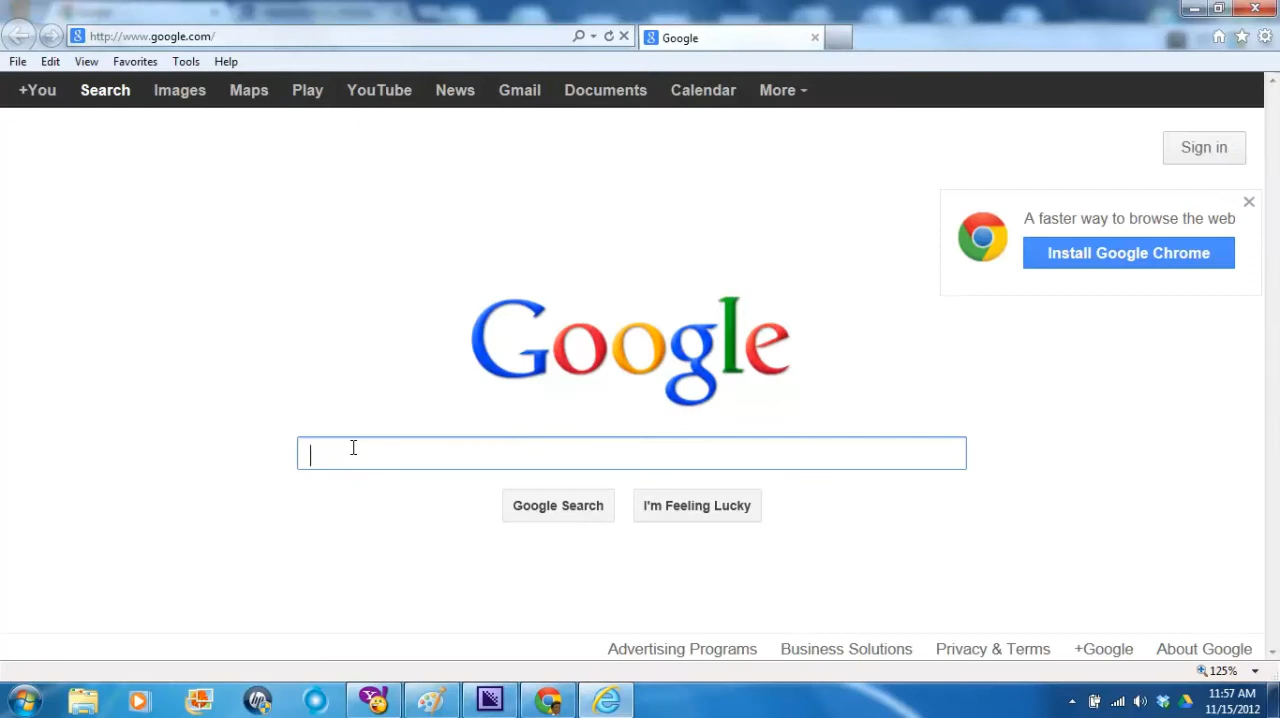 http://www.google.com/
Google
File Edit View Favorites Tools Help
+You Search Images Maps Play YouTube News Gmail Documents Calendar More
Sign in
A faster way to browse the web
Install Google Chrome
Google
Google Search I'm Feeling Lucky
Advertising Programs Business Solutions Privacy & Terms +Google About Google
125%
11:57 AM
11/15/2012